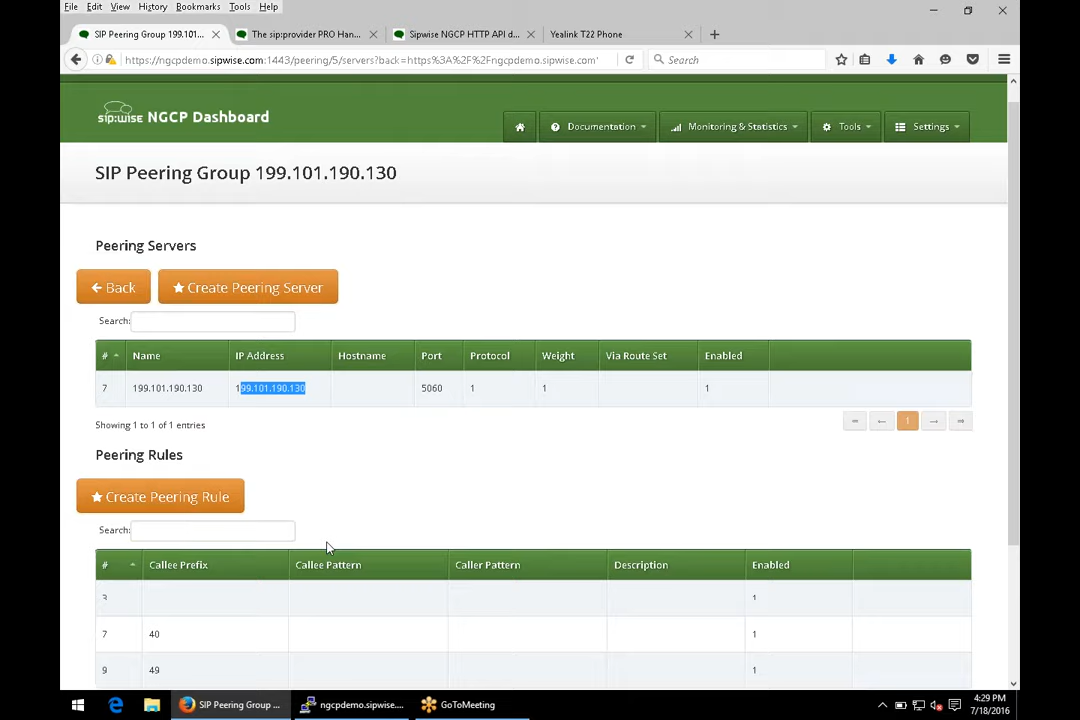 File Edit View History Bookmarks Tools Help
SIP Peering Group 199.101... The sip:provider PRO Han... Sipwise NGCP HTTP API d... Yealink T22 Phone
https://ngcpdemo.sipwise.com:1443/peering/5/servers?back=https%3A%2F%2Fngcpdemo.sipwise.com' Search
sip:wise NGCP Dashboard
Documentation Monitoring & Statistics Tools Settings
SIP Peering Group 199.101.190.130
Peering Servers
Back Create Peering Server
Search:
# Name IP Address Hostname Port Protocol Weight Via Route Set Enabled
7 199.101.190.130 199.101.190.130 5060 1 1 1
Showing 1 to 1 of 1 entries 1
Peering Rules
Create Peering Rule
Search:
# Callee Prefix Callee Pattern Caller Pattern Description Enabled
3 1
7 40 1
9 49 1
SIP Peering Group ... ngcpdemo.sipwise.... GoToMeeting
4:29 PM
7/18/2016